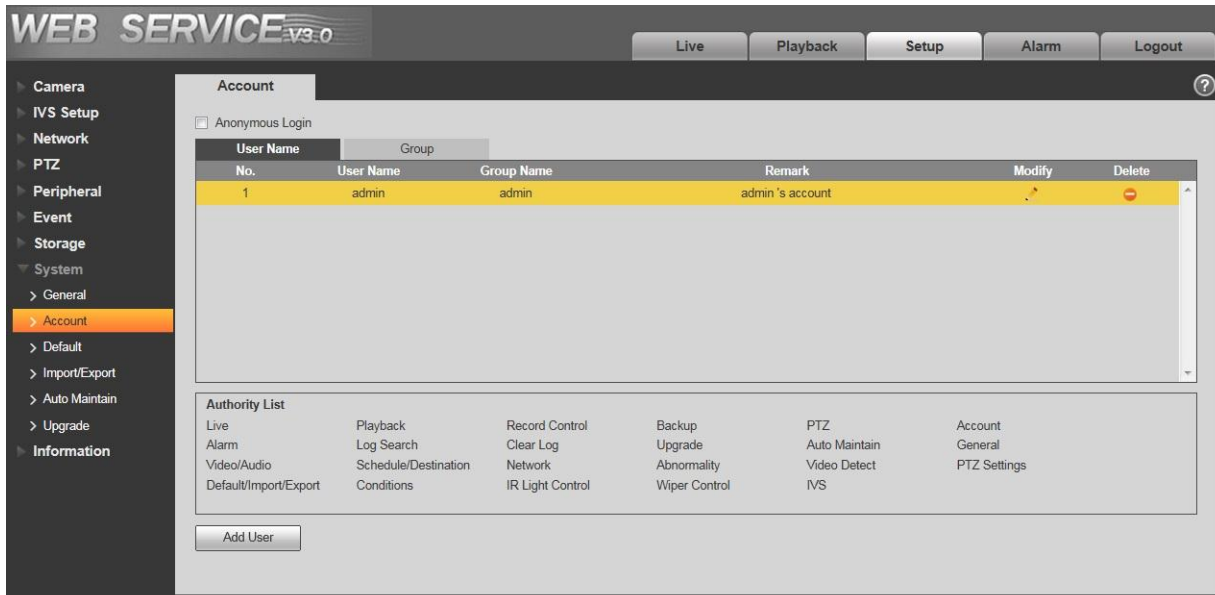 WEB SERVICE V3.0
Live Playback Setup Alarm Logout
Camera
IVS Setup
Network
PTZ
Peripheral
Event
Storage
System
> General
> Account
> Default
> Import/Export
> Auto Maintain
> Upgrade
Information
Account
?
Anonymous Login
User Name Group
No. User Name Group Name Remark Modify Delete
1 admin admin admin 's account
Authority List
Live Playback Record Control Backup PTZ Account
Alarm Log Search Clear Log Upgrade Auto Maintain General
Video/Audio Schedule/Destination Network Abnormality Video Detect PTZ Settings
Default/Import/Export Conditions IR Light Control Wiper Control IVS
Add User